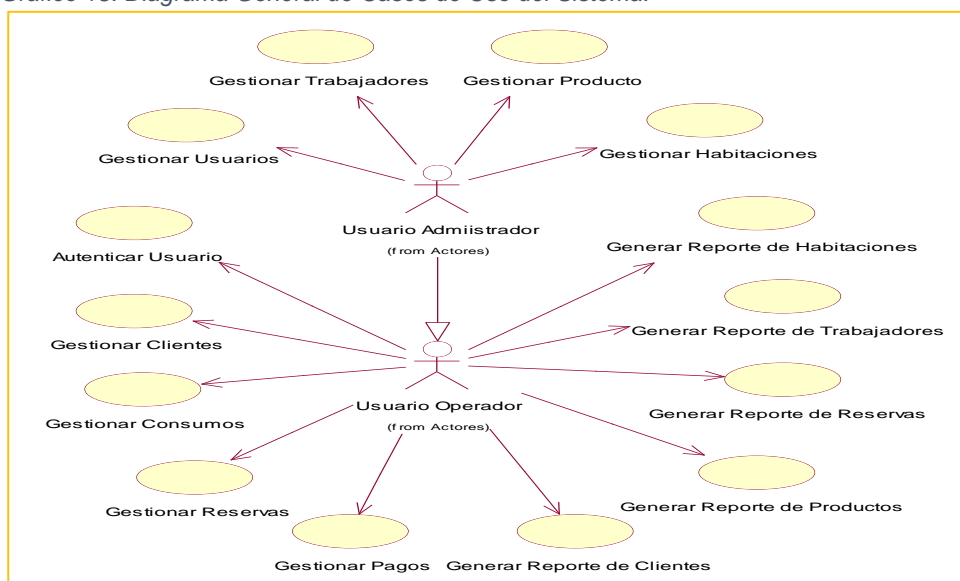 Gráfico 18. Diagrama General de Casos de Uso del Sistema.
Gestionar Trabajadores
Gestionar Producto
Gestionar Usuarios
Gestionar Habitaciones
Usuario Admiistrador
(from Actores)
Autenticar Usuario
Generar Reporte de Habitaciones
Gestionar Clientes
Generar Reporte de Trabajadores
Usuario Operador
(from Actores)
Gestionar Consumos
Generar Reporte de Reservas
Gestionar Reservas
Generar Reporte de Productos
Gestionar Pagos
Generar Reporte de Clientes